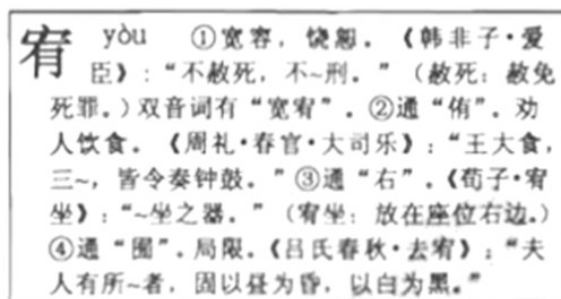 宥 yòu ①宽容，饶恕。《韩非子·爱
臣》：“不赦死，不~刑。”（赦死：赦免
死罪。）双音词有“宽宥”。②通“侑”。劝
人饮食。《周礼·春官·大司乐》：“王大食，
三~，皆令奏钟鼓。”③通“右”。《荀子·宥
坐》：“~坐之器。”（宥坐：放在座位右边。）
④通“囿”。局限。《吕氏春秋·去宥》：“夫
人有所~者，固以昼为昏，以白为黑。”